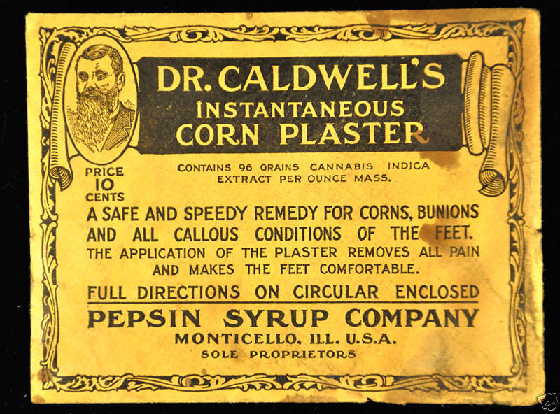 DR. CALDWELL'S
INSTANTANEOUS
CORN PLASTER
PRICE
10
CENTS
CONTAINS 96 GRAINS CANNABIS INDICA
EXTRACT PER OUNCE MASS.
A SAFE AND SPEEDY REMEDY FOR CORNS, BUNIONS
AND ALL CALLOUS CONDITIONS OF THE FEET.
THE APPLICATION OF THE PLASTER REMOVES ALL PAIN
AND MAKES THE FEET COMFORTABLE.
FULL DIRECTIONS ON CIRCULAR ENCLOSED
PEPSIN SYRUP COMPANY
MONTICELLO, ILL. U.S.A.
SOLE PROPRIETORS